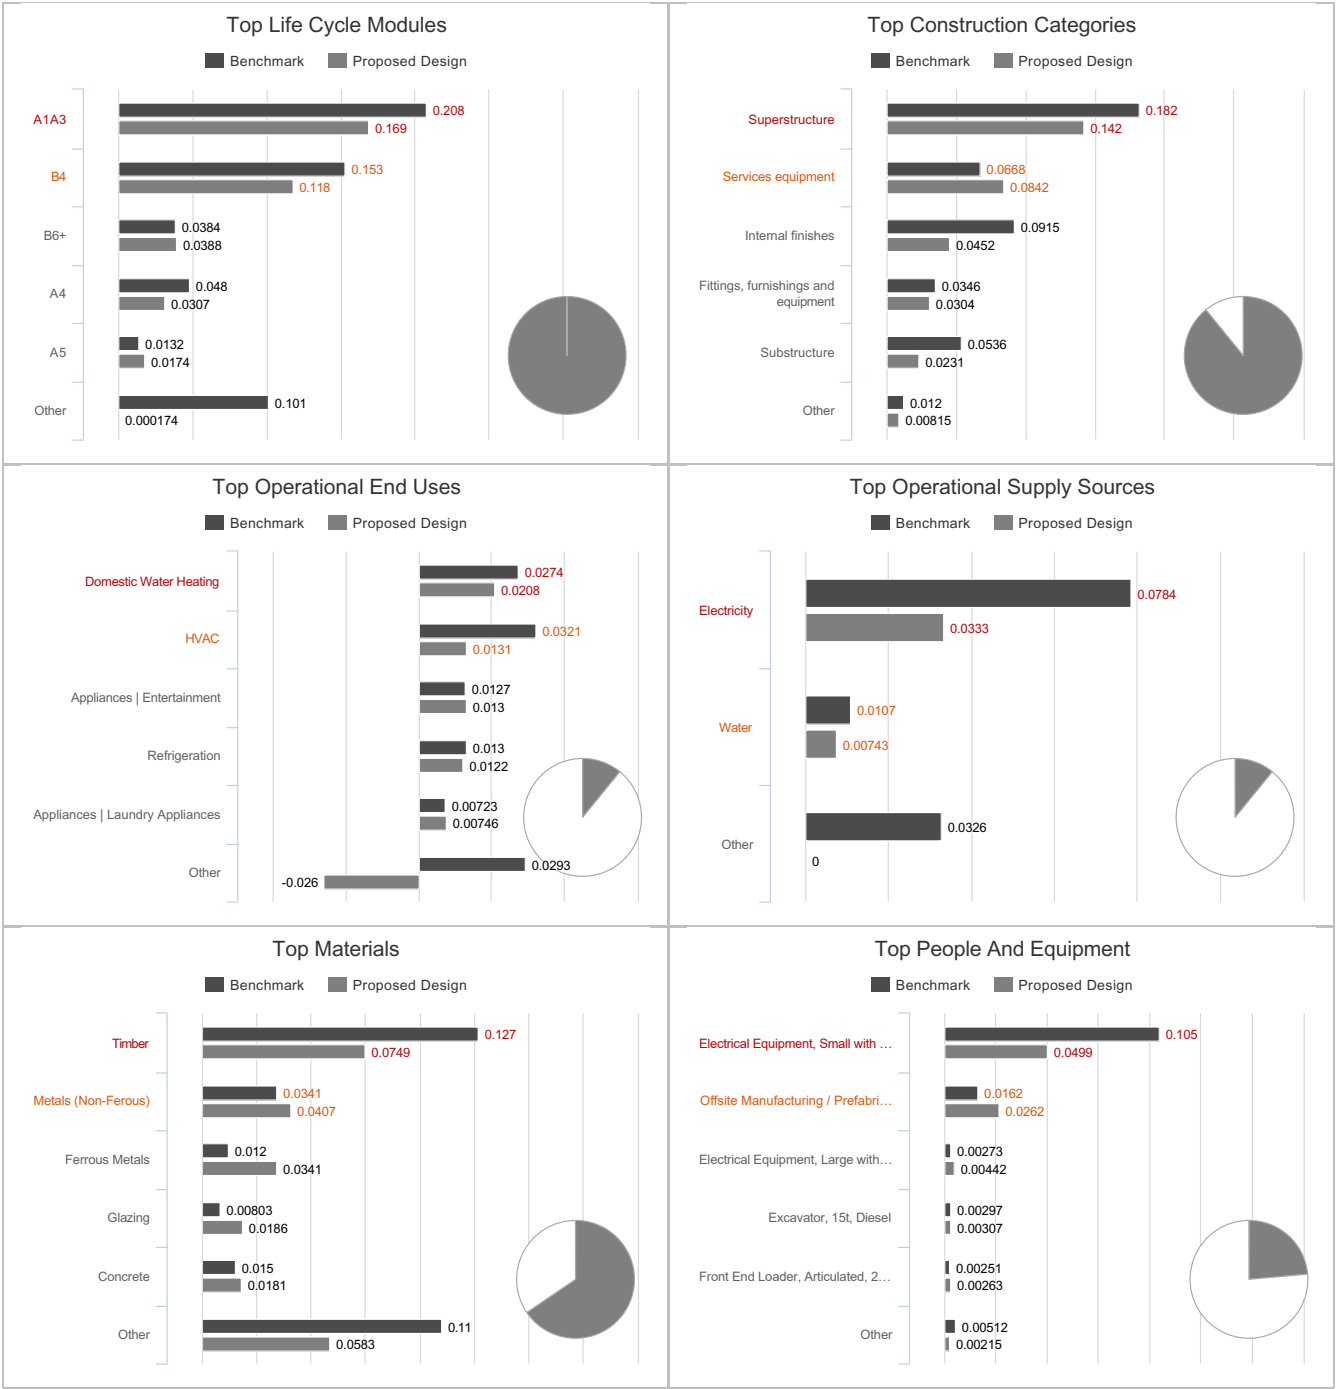 Top Life Cycle Modules
Benchmark
Proposed Design
A1A3
0.208
0.169
B4
0.153
0.118
B6+
0.0384
0.0388
A4
0.048
0.0307
A5
0.0132
0.0174
Other
0.101
0.000174
Top Construction Categories
Benchmark
Proposed Design
Superstructure
0.182
0.142
Services equipment
0.0668
0.0842
Internal finishes
0.0915
0.0452
Fittings, furnishings and
equipment
0.0346
0.0304
Substructure
0.0536
0.0231
Other
0.012
0.00815
Top Operational End Uses
Benchmark
Proposed Design
Domestic Water Heating
0.0274
0.0208
HVAC
0.0321
0.0131
Appliances | Entertainment
0.0127
0.013
Refrigeration
0.013
0.0122
Appliances | Laundry Appliances
0.00723
0.00746
Other
0.0293
-0.026
Top Operational Supply Sources
Benchmark
Proposed Design
Electricity
0.0784
0.0333
Water
0.0107
0.00743
Other
0.0326
0
Top Materials
Benchmark
Proposed Design
Timber
0.127
0.0749
Metals (Non-Ferous)
0.0341
0.0407
Ferrous Metals
0.012
0.0341
Glazing
0.00803
0.0186
Concrete
0.015
0.0181
Other
0.11
0.0583
Top People And Equipment
Benchmark
Proposed Design
Electrical Equipment, Small with ...
0.105
0.0499
Offsite Manufacturing / Prefabri...
0.0162
0.0262
Electrical Equipment, Large with...
0.00273
0.00442
Excavator, 15t, Diesel
0.00297
0.00307
Front End Loader, Articulated, 2...
0.00251
0.00263
Other
0.00512
0.00215